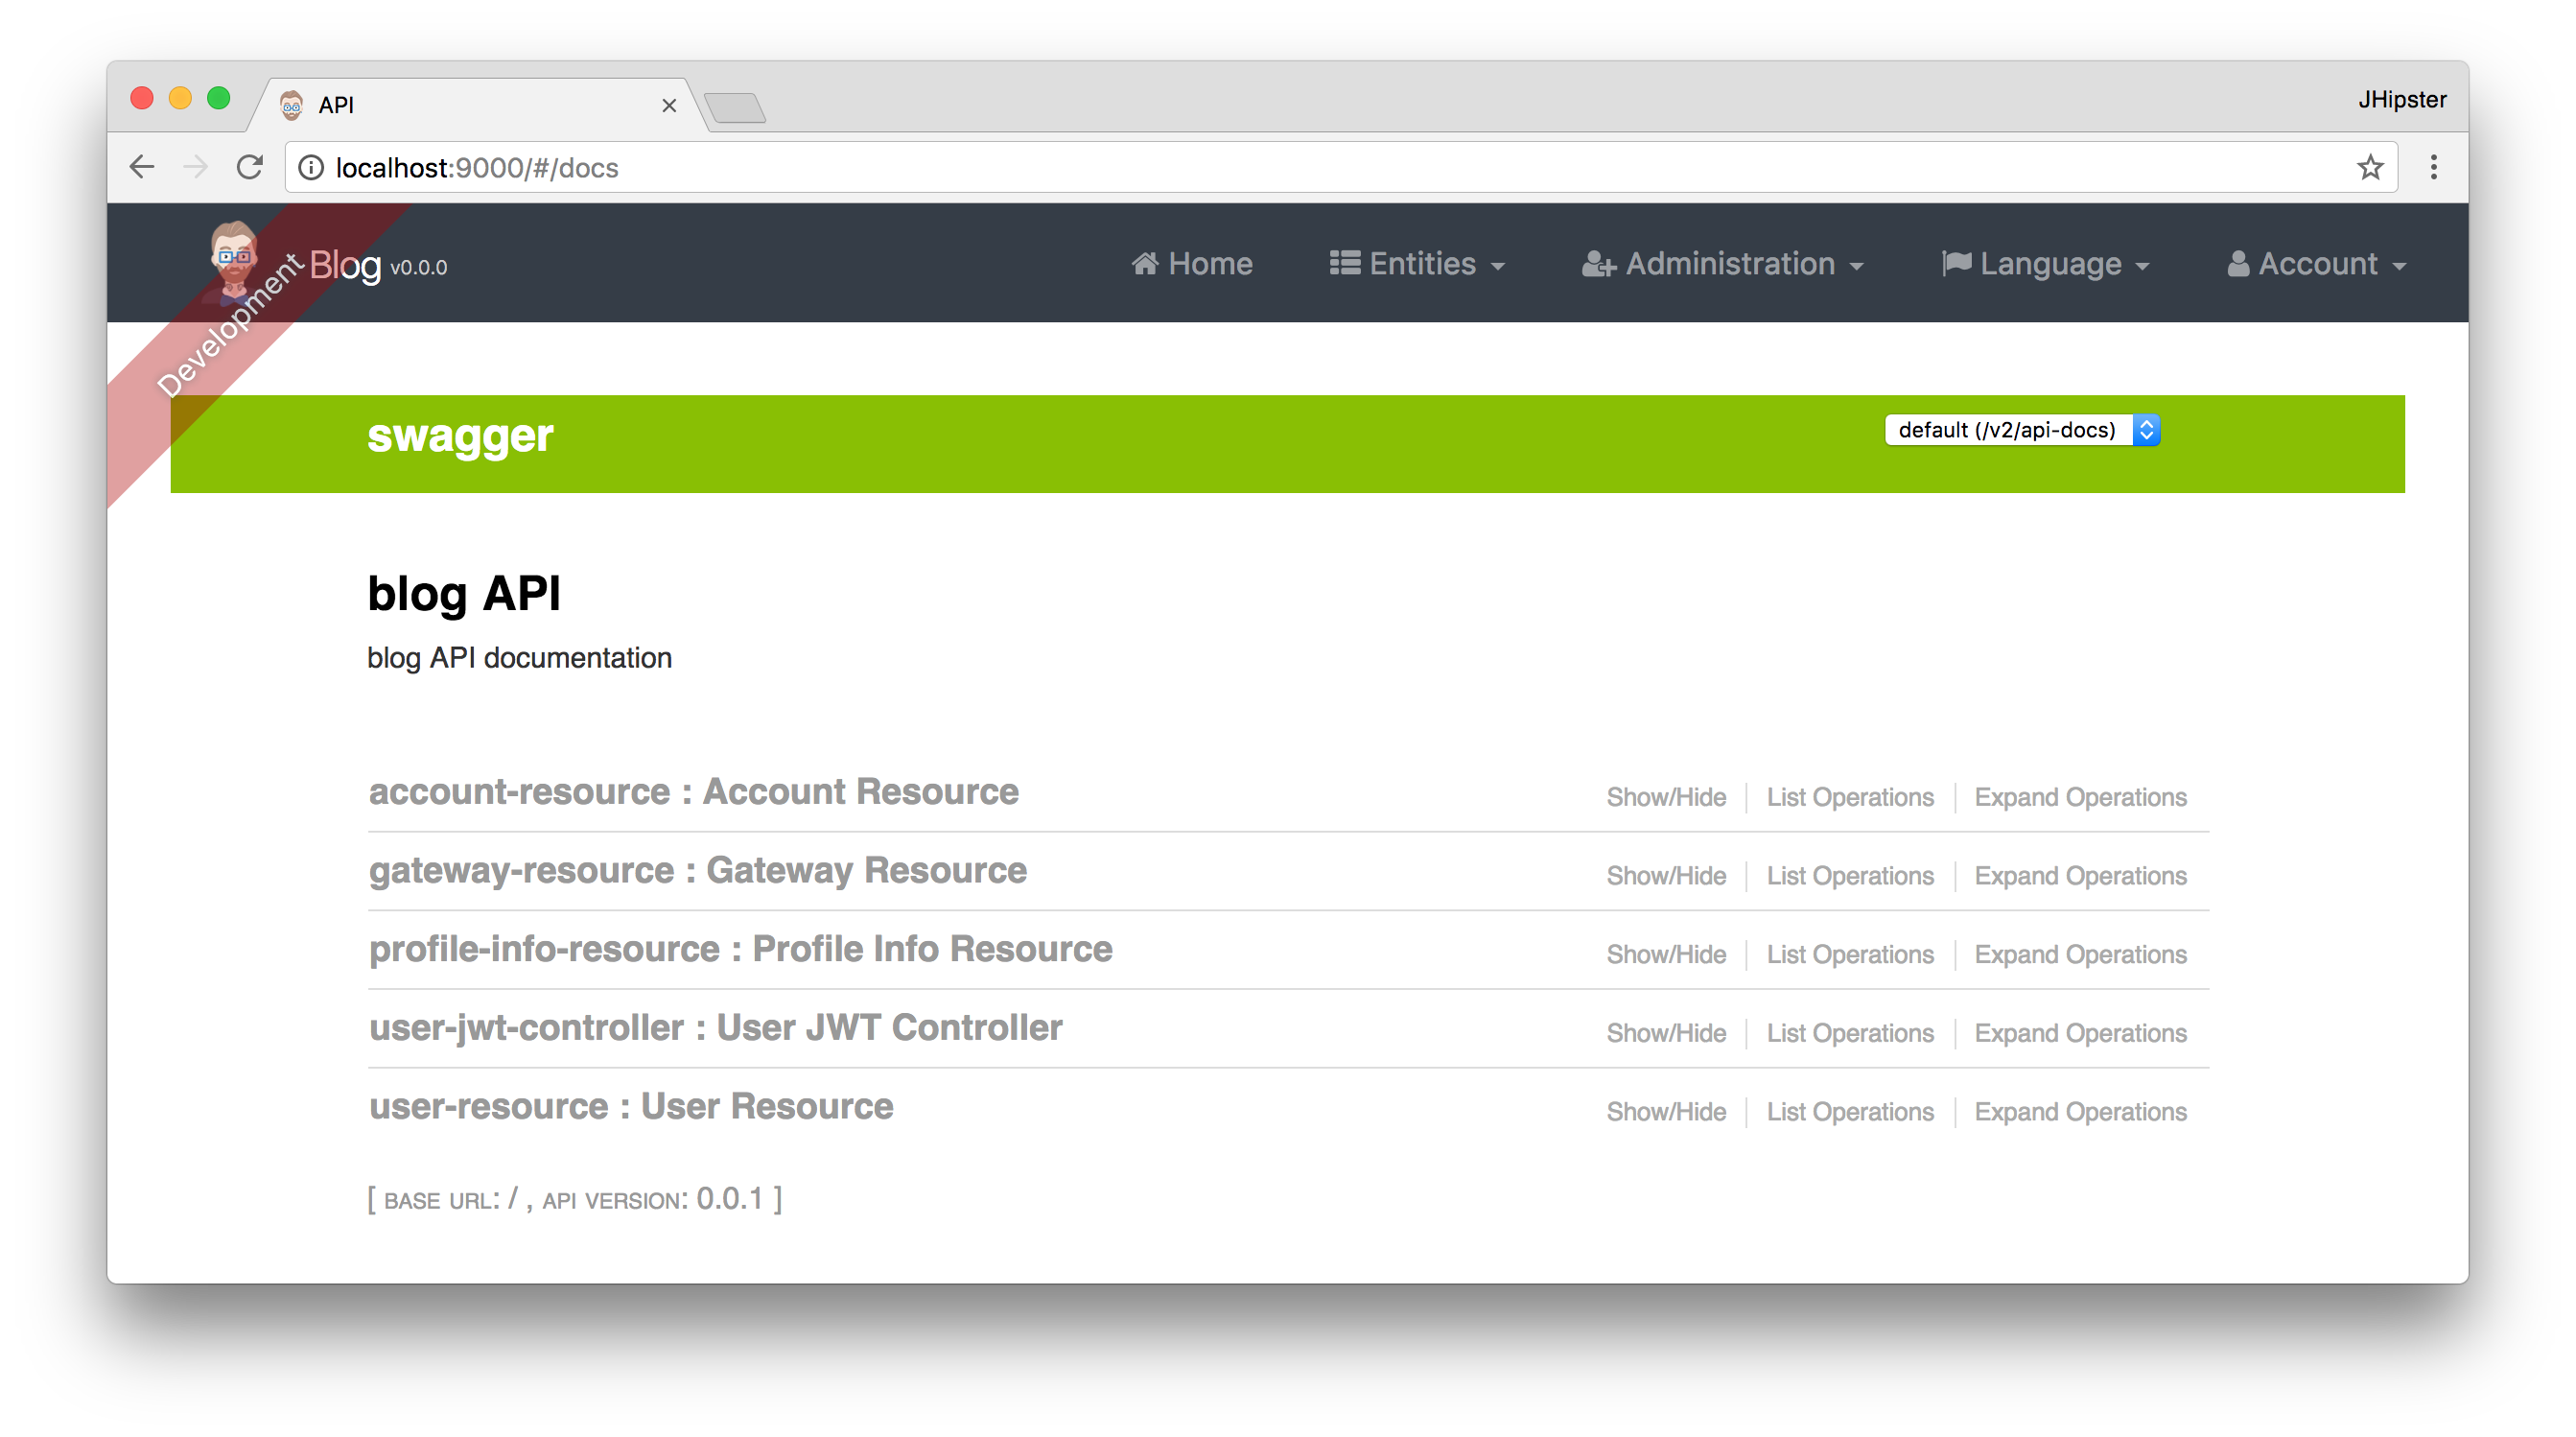 API
JHipster
localhost:9000/#/docs
Development
Blog v0.0.0
Home
Entities
Administration
Language
Account
swagger
default (/v2/api-docs)
blog API
blog API documentation
account-resource : Account Resource
Show/Hide
List Operations
Expand Operations
gateway-resource : Gateway Resource
Show/Hide
List Operations
Expand Operations
profile-info-resource : Profile Info Resource
Show/Hide
List Operations
Expand Operations
user-jwt-controller : User JWT Controller
Show/Hide
List Operations
Expand Operations
user-resource : User Resource
Show/Hide
List Operations
Expand Operations
[ BASE URL: / , API VERSION: 0.0.1 ]